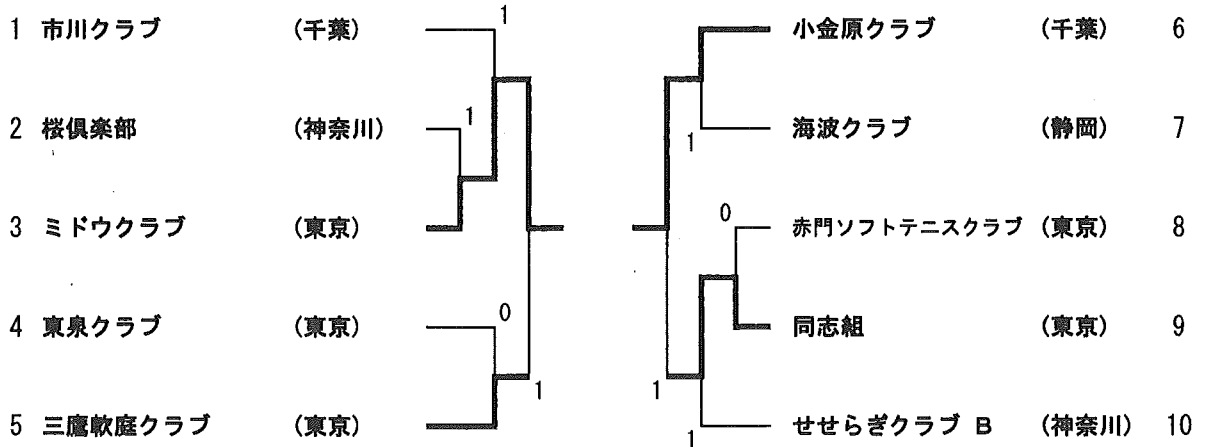 1
1 市川クラブ (千葉) 小金原クラブ (千葉) 6
1
2 桜倶楽部 (神奈川) 海波クラブ (静岡) 7
1
0
3 ミドウクラブ (東京) 赤門ソフトテニスクラブ (東京) 8
0
4 東泉クラブ (東京) 同志組 (東京) 9
1 1
5 三鷹軟庭クラブ (東京) せせらぎクラブ B (神奈川) 10
1